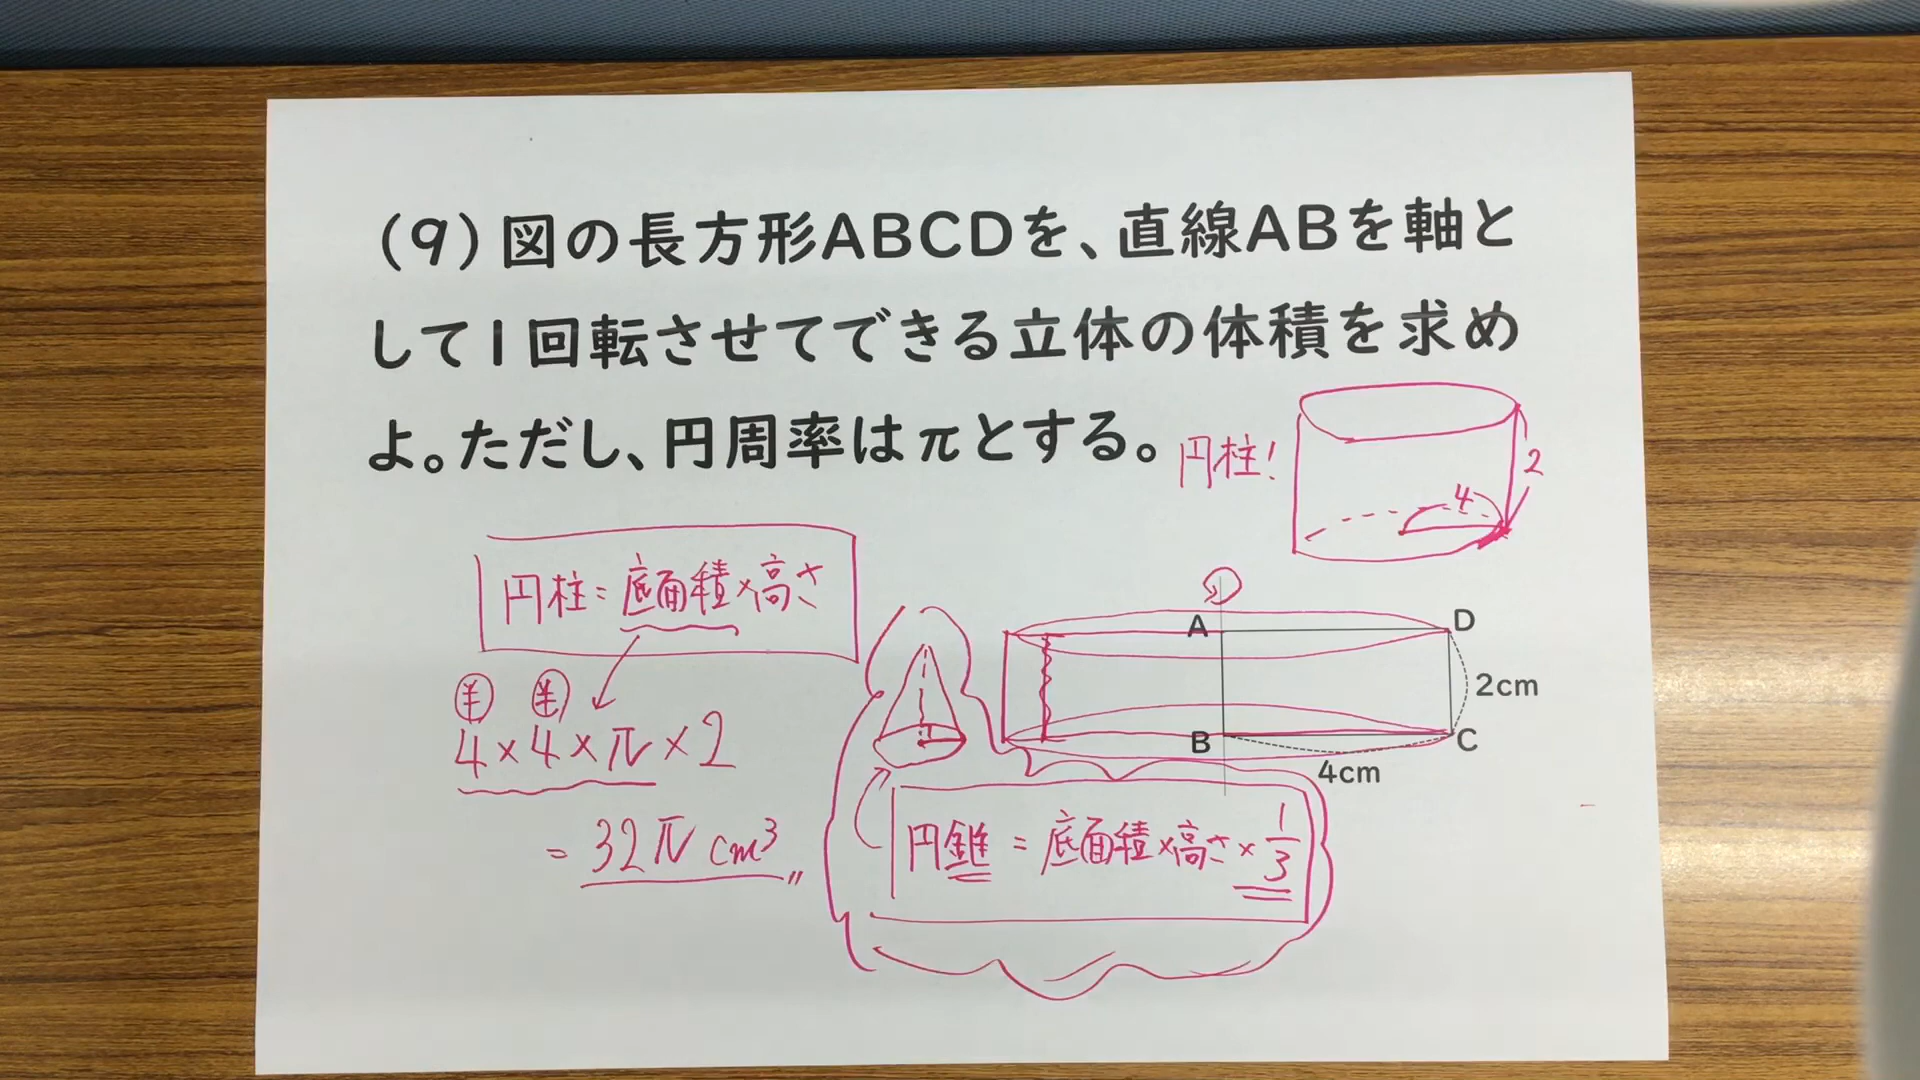 (9)図の長方形ABCDを、直線ABを軸と
して1回転させてできる立体の体積を求め
よ。ただし、円周率はπとする。
円柱!
2
4
円柱=底面積×高さ
半 半
4×4×π×2
=32πcm³〃
A
D
2cm
B
C
4cm
円錐=底面積×高さ×1/3